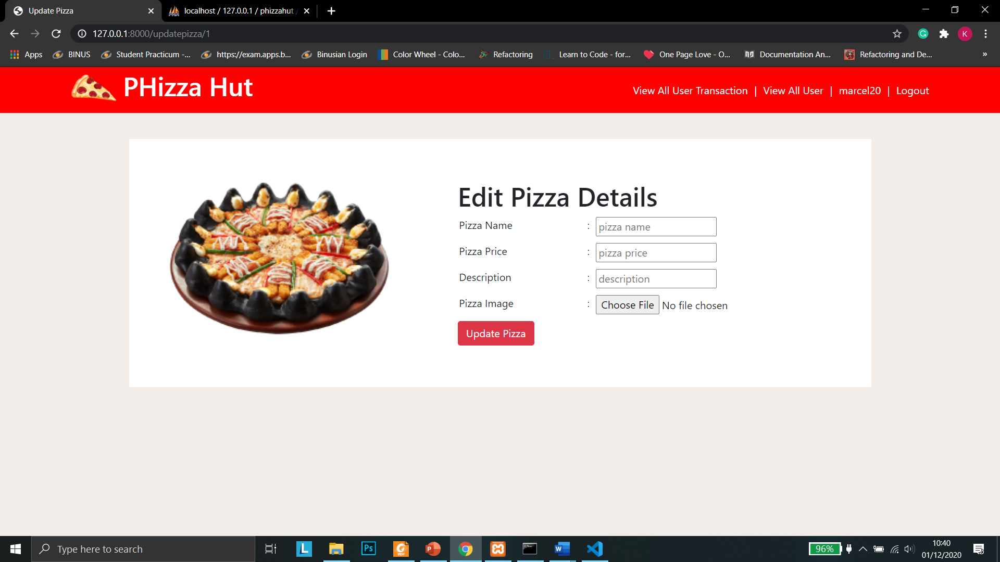 Update Pizza
localhost / 127.0.0.1 / phizzahut /
127.0.0.1:8000/updatepizza/1
K
Apps
BINUS
Student Practicum -...
https://exam.apps.b...
Binusian Login
Color Wheel - Colo...
Refactoring
Learn to Code - for...
One Page Love - O...
Documentation An...
Refactoring and De...
»
PHizza Hut
View All User Transaction | View All User | marcel20 | Logout
Edit Pizza Details
Pizza Name : pizza name
Pizza Price : pizza price
Description : description
Pizza Image : Choose File No file chosen
Update Pizza
Type here to search
L
Ps
PDF
P
W
96%
10:40
01/12/2020